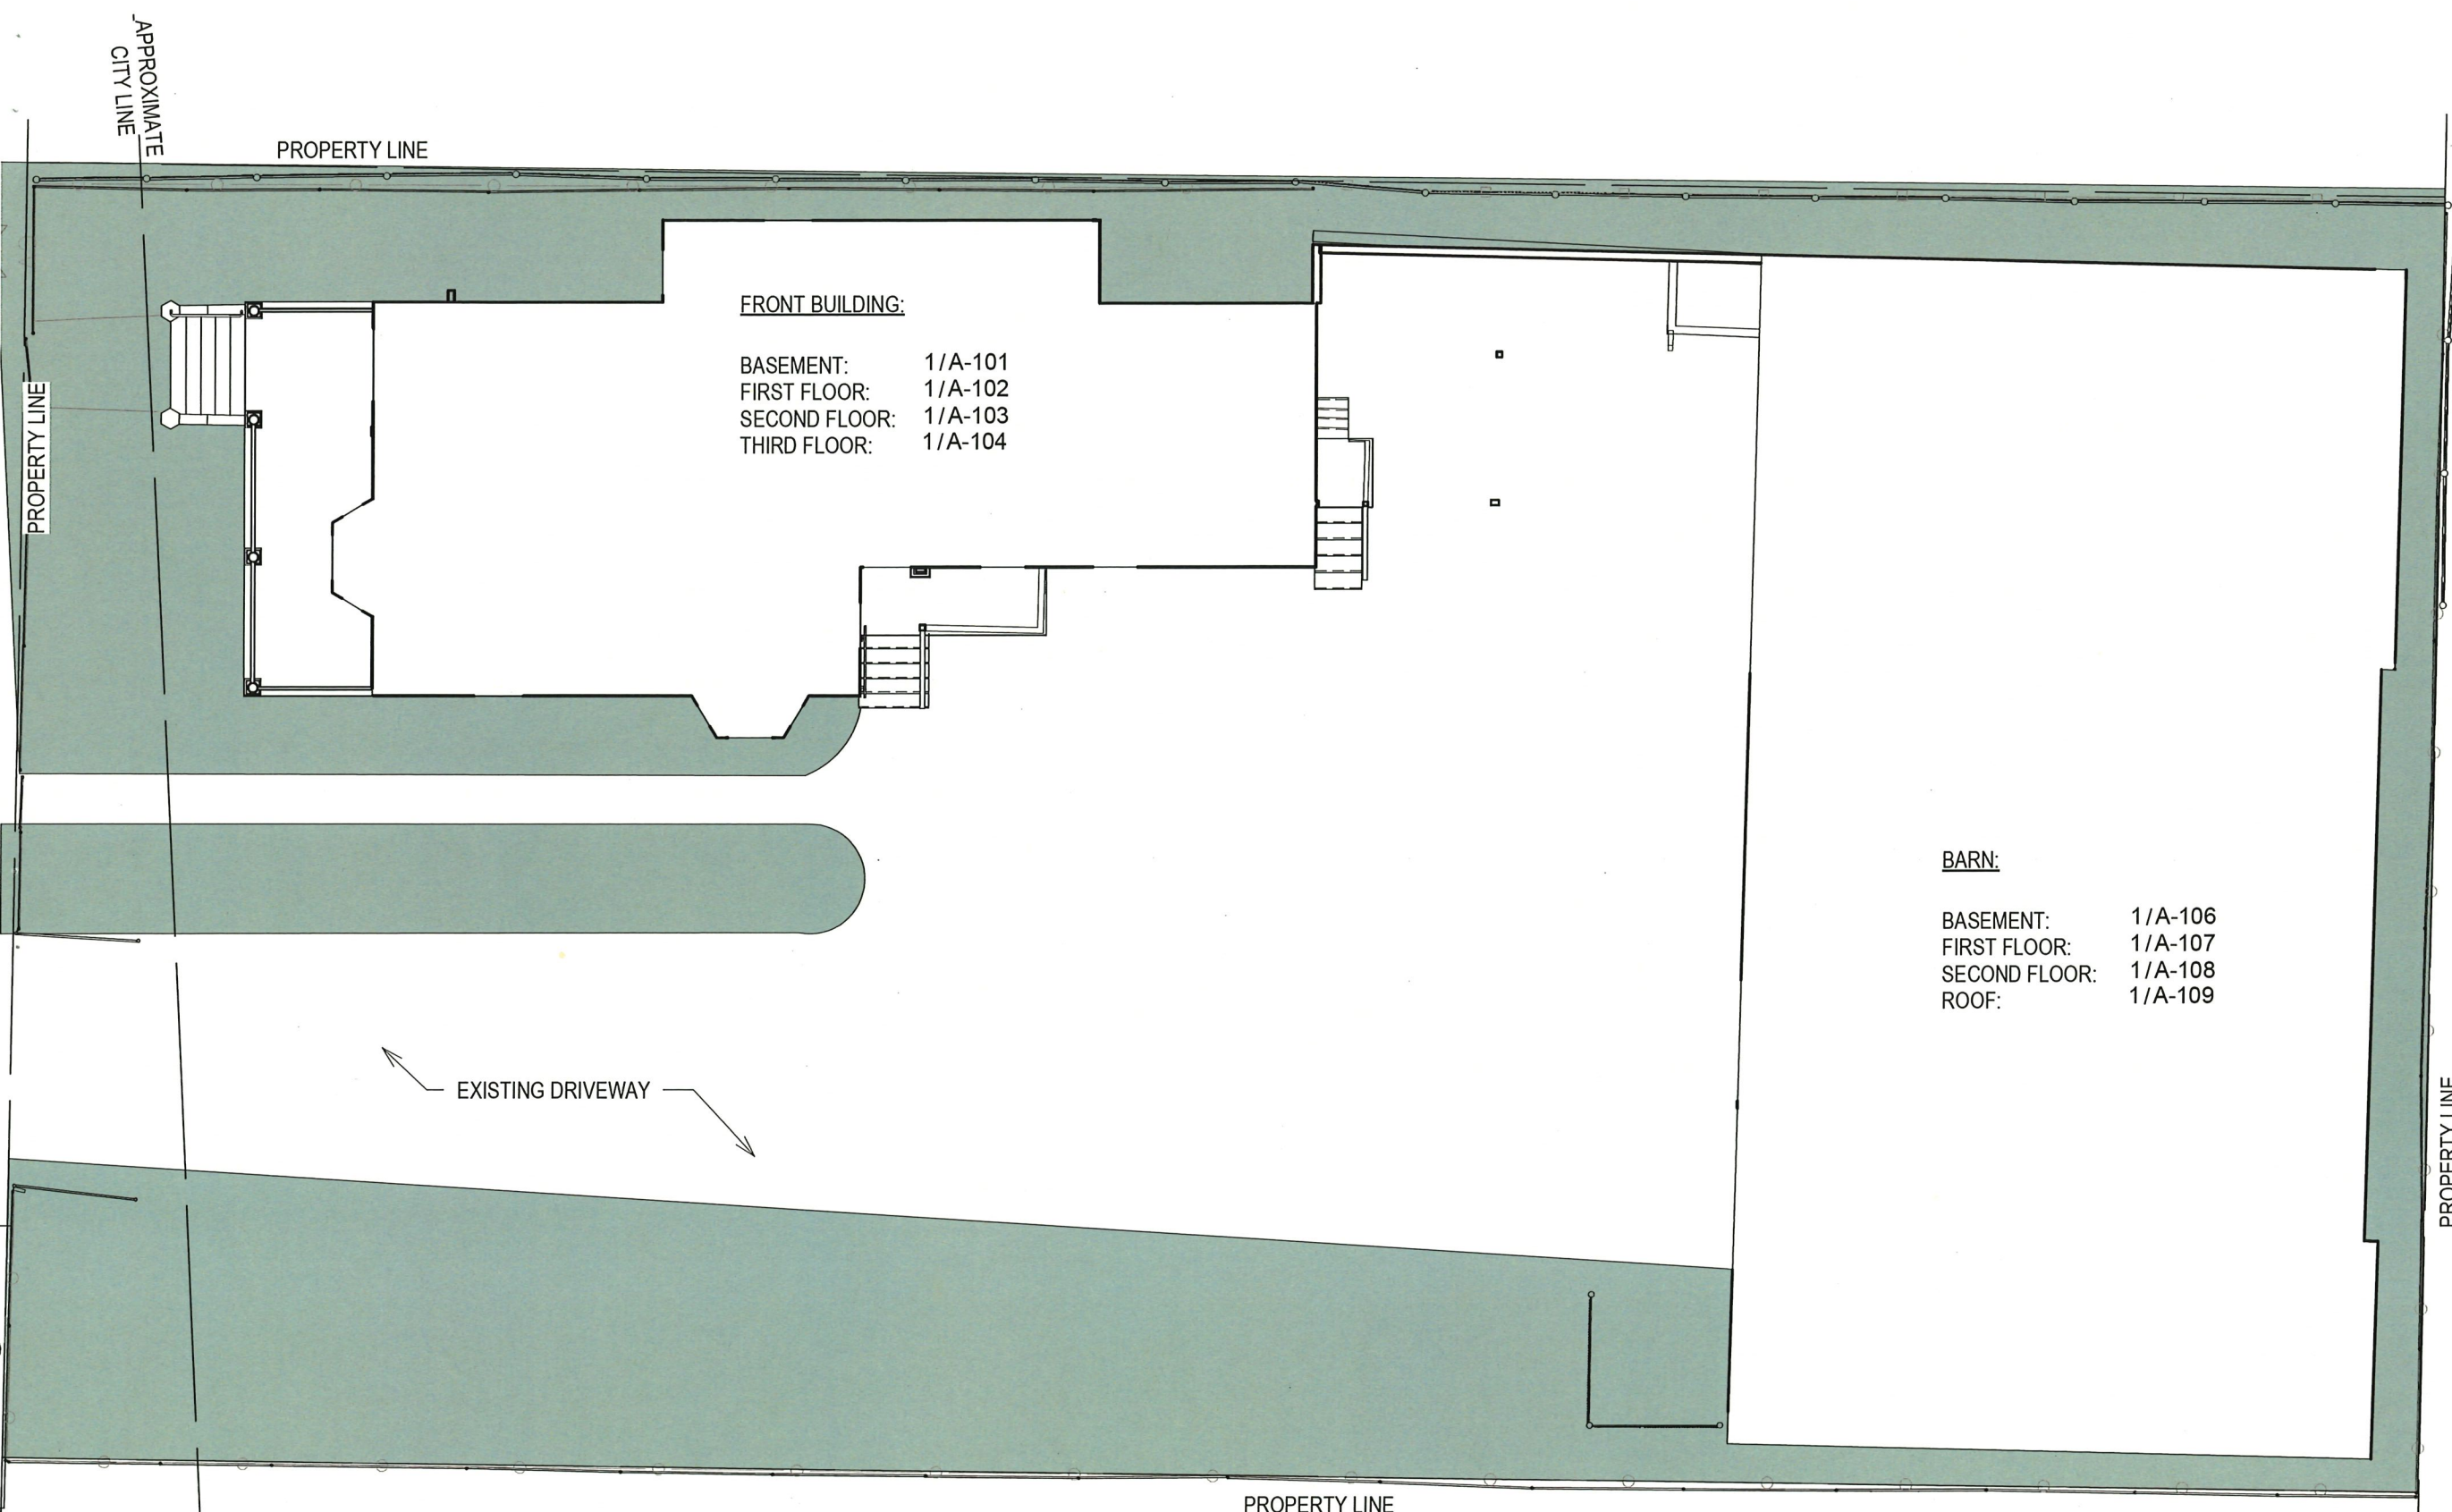 APPROXIMATE
CITY LINE
PROPERTY LINE
PROPERTY LINE
FRONT BUILDING:
BASEMENT: 1/A-101
FIRST FLOOR: 1/A-102
SECOND FLOOR: 1/A-103
THIRD FLOOR: 1/A-104
BARN:
BASEMENT: 1/A-106
FIRST FLOOR: 1/A-107
SECOND FLOOR: 1/A-108
ROOF: 1/A-109
EXISTING DRIVEWAY
PROPERTY LINE
PROPERTY LINE